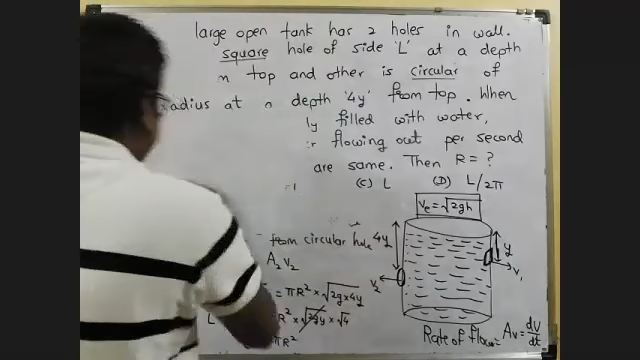 large open tank has 2 holes in wall.
square hole of side 'L' at a depth
top and other is circular of
radius at a depth '4y' from top. When
ly filled with water,
flowing out per second
are same. Then R = ?
(C) L (D) L/2π
Ve = √2gh
from circular hole 4y
y
A₂ V₂
V₂
V₁
= πR² × √2g×4y
L R² × √2gy × √4
πR²
Rate of flow = Av = dV/dt